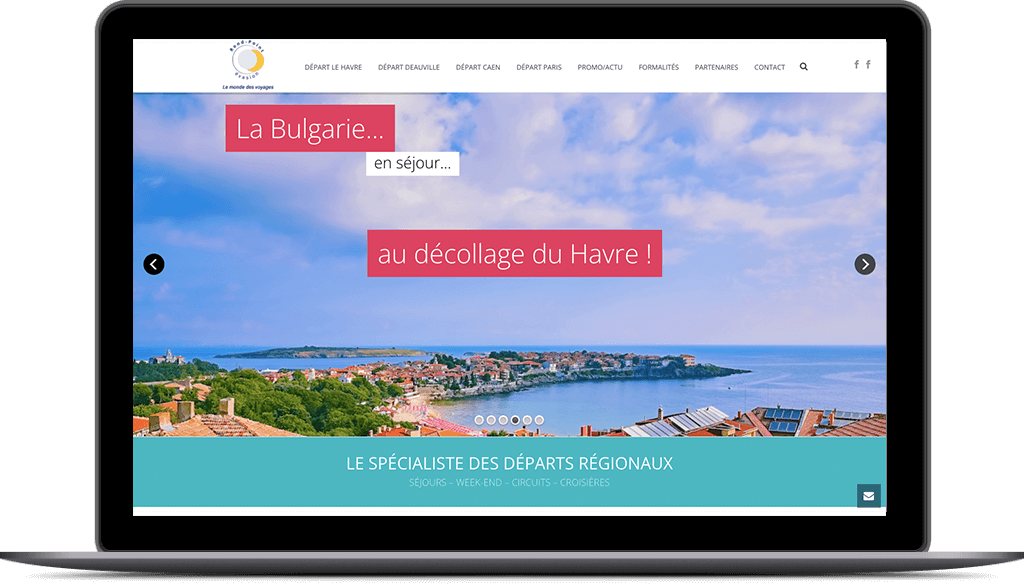 Rond-Point
évasion
Le monde des voyages
DÉPART LE HAVRE DÉPART DEAUVILLE DÉPART CAEN DÉPART PARIS PROMO/ACTU FORMALITÉS PARTENAIRES CONTACT
La Bulgarie...
en séjour...
au décollage du Havre !
LE SPÉCIALISTE DES DÉPARTS RÉGIONAUX
SÉJOURS – WEEK-END – CIRCUITS – CROISIÈRES